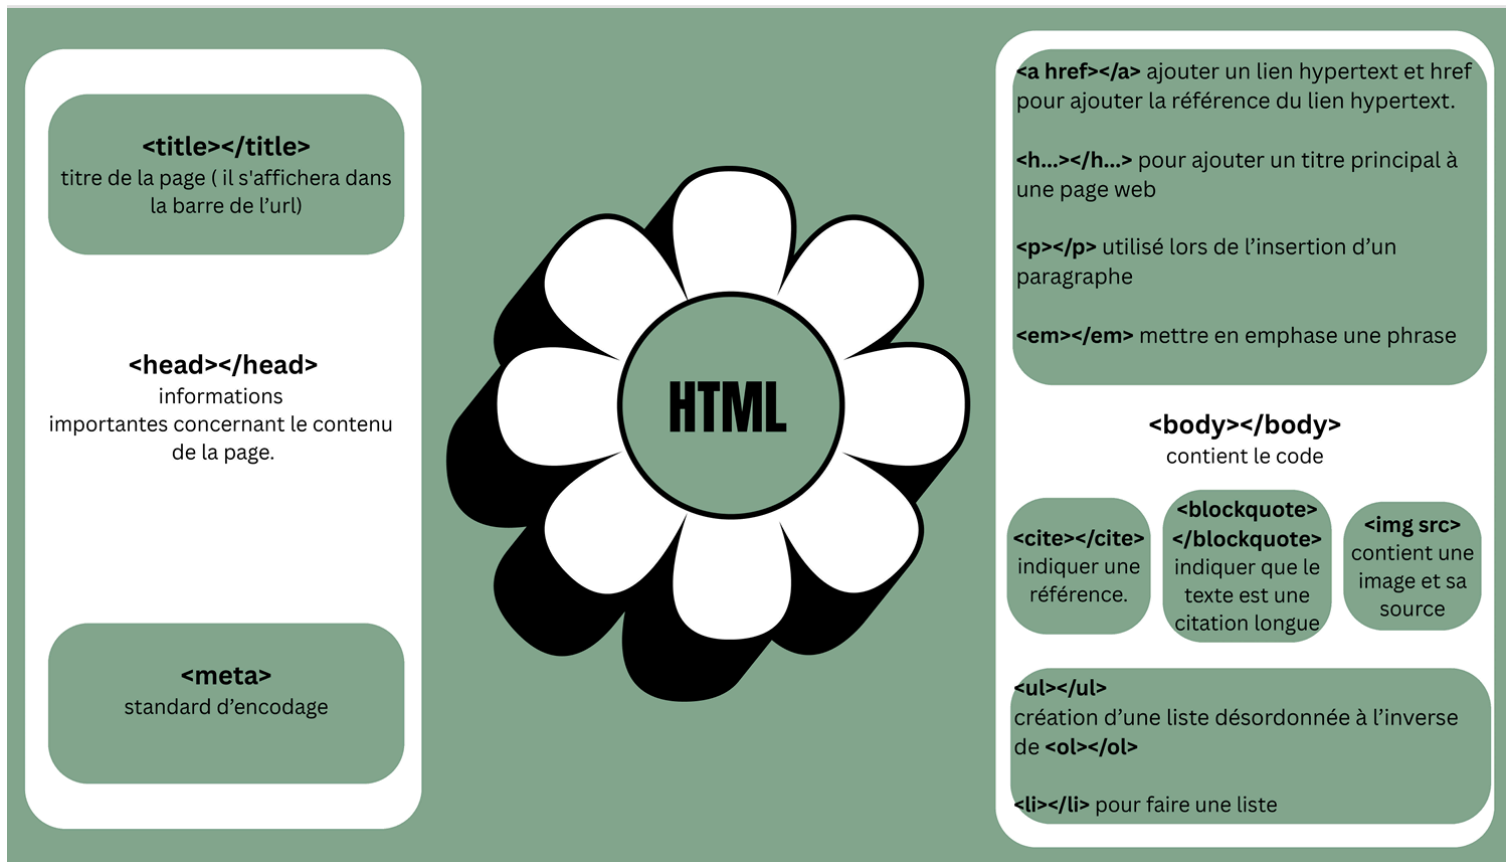 <title></title>
titre de la page ( il s'affichera dans
la barre de l’url)
<head></head>
informations
importantes concernant le contenu
de la page.
<meta>
standard d’encodage
HTML
<a href></a> ajouter un lien hypertext et href
pour ajouter la référence du lien hypertext.
<h...></h...> pour ajouter un titre principal à
une page web
<p></p> utilisé lors de l’insertion d’un
paragraphe
<em></em> mettre en emphase une phrase
<body></body>
contient le code
<cite></cite>
indiquer une
référence.
<blockquote>
</blockquote>
indiquer que le
texte est une
citation longue
<img src>
contient une
image et sa
source
<ul></ul>
création d’une liste désordonnée à l’inverse
de <ol></ol>
<li></li> pour faire une liste